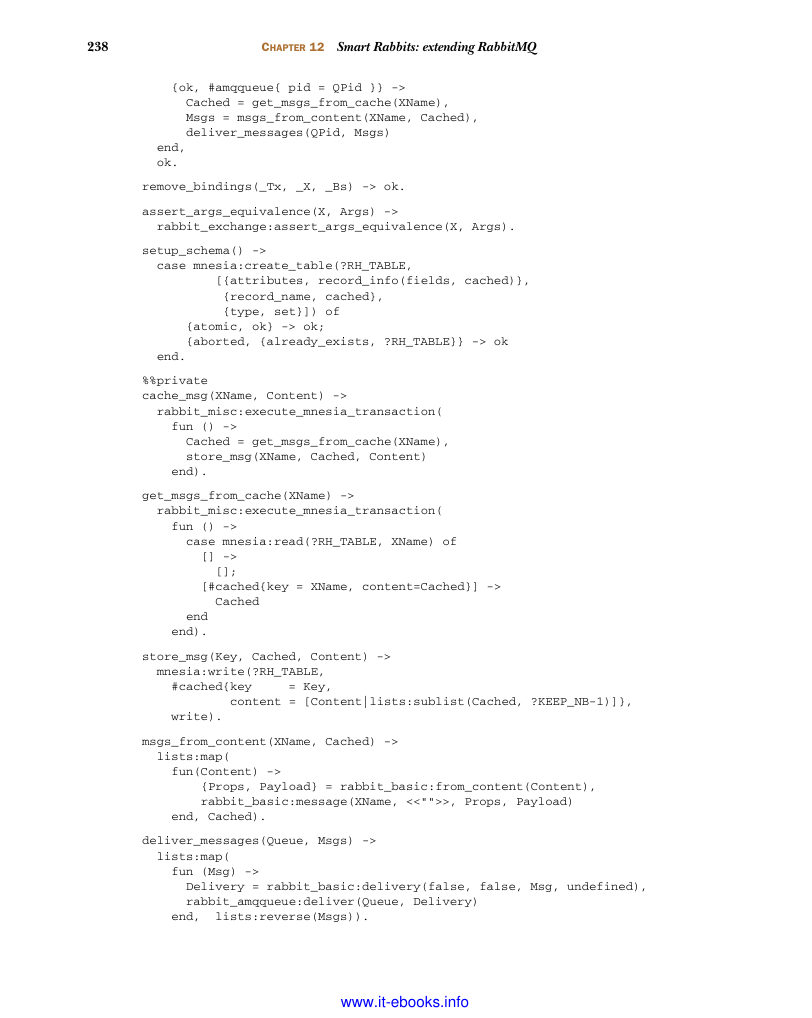 238 CHAPTER 12 Smart Rabbits: extending RabbitMQ
    {ok, #amqqueue{ pid = QPid }} ->
      Cached = get_msgs_from_cache(XName),
      Msgs = msgs_from_content(XName, Cached),
      deliver_messages(QPid, Msgs)
  end,
  ok.
remove_bindings(_Tx, _X, _Bs) -> ok.
assert_args_equivalence(X, Args) ->
  rabbit_exchange:assert_args_equivalence(X, Args).
setup_schema() ->
  case mnesia:create_table(?RH_TABLE,
          [{attributes, record_info(fields, cached)},
           {record_name, cached},
           {type, set}]) of
      {atomic, ok} -> ok;
      {aborted, {already_exists, ?RH_TABLE}} -> ok
  end.
%%private
cache_msg(XName, Content) ->
  rabbit_misc:execute_mnesia_transaction(
    fun () ->
      Cached = get_msgs_from_cache(XName),
      store_msg(XName, Cached, Content)
    end).
get_msgs_from_cache(XName) ->
  rabbit_misc:execute_mnesia_transaction(
    fun () ->
      case mnesia:read(?RH_TABLE, XName) of
        [] ->
          [];
        [#cached{key = XName, content=Cached}] ->
          Cached
      end
    end).
store_msg(Key, Cached, Content) ->
  mnesia:write(?RH_TABLE,
    #cached{key     = Key,
            content = [Content|lists:sublist(Cached, ?KEEP_NB-1)]},
    write).
msgs_from_content(XName, Cached) ->
  lists:map(
    fun(Content) ->
        {Props, Payload} = rabbit_basic:from_content(Content),
        rabbit_basic:message(XName, <<"">>, Props, Payload)
    end, Cached).
deliver_messages(Queue, Msgs) ->
  lists:map(
    fun (Msg) ->
      Delivery = rabbit_basic:delivery(false, false, Msg, undefined),
      rabbit_amqqueue:deliver(Queue, Delivery)
    end,  lists:reverse(Msgs)).
www.it-ebooks.info